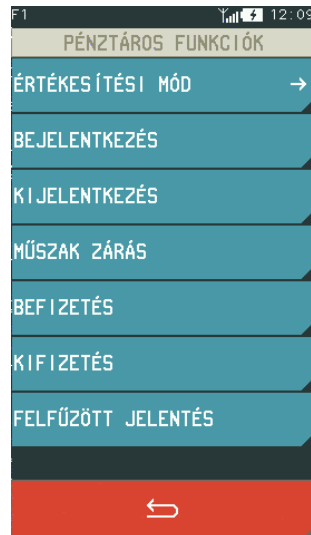 F1 12:09
PÉNZTÁROS FUNKCIÓK
ÉRTÉKESÍTÉSI MÓD
BEJELENTKEZÉS
KIJELENTKEZÉS
MŰSZAK ZÁRÁS
BEFIZETÉS
KIFIZETÉS
FELFŰZÖTT JELENTÉS